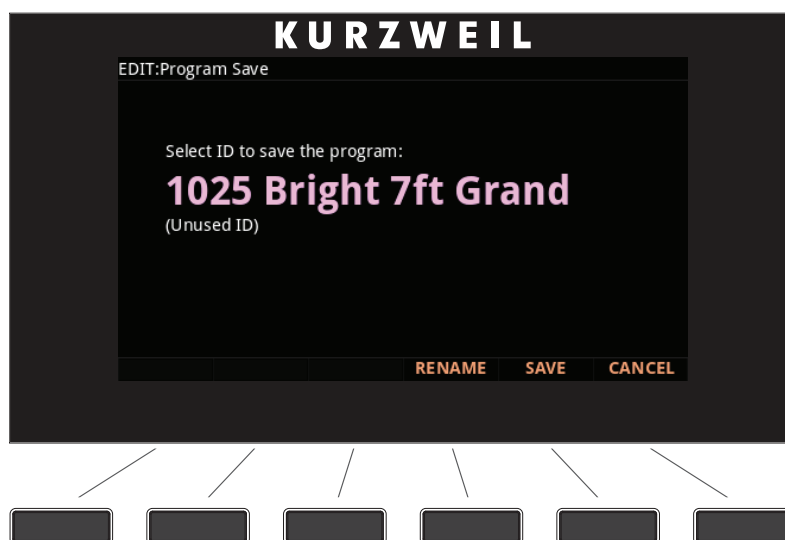 KURZWEIL
EDIT:Program Save
Select ID to save the program:
1025 Bright 7ft Grand
(Unused ID)
RENAME SAVE CANCEL